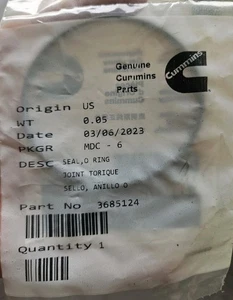 Genuine
Cummins
Parts
Cummins
Origin US
WT 0.05
Date 03/06/2023
PKGR MDC - 6
DESC SEAL,O RING
JOINT TORIQUE
SELLO, ANILLO O
Part No 3685124
Quantity 1